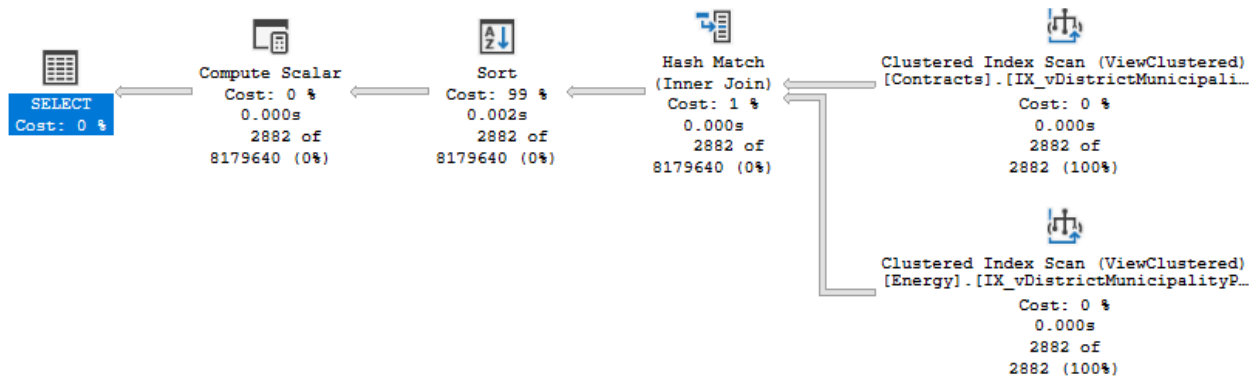 SELECT
Cost: 0 %
Compute Scalar
Cost: 0 %
0.000s
2882 of
8179640 (0%)
Sort
Cost: 99 %
0.002s
2882 of
8179640 (0%)
Hash Match
(Inner Join)
Cost: 1 %
0.000s
2882 of
8179640 (0%)
Clustered Index Scan (ViewClustered)
[Contracts].[IX_vDistrictMunicipali…
Cost: 0 %
0.000s
2882 of
2882 (100%)
Clustered Index Scan (ViewClustered)
[Energy].[IX_vDistrictMunicipalityP…
Cost: 0 %
0.000s
2882 of
2882 (100%)